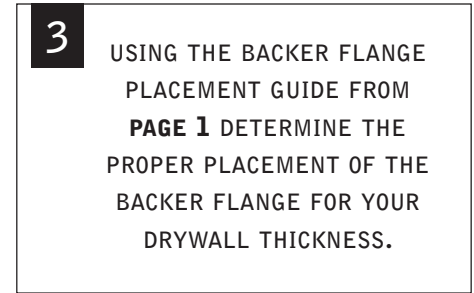 3
USING THE BACKER FLANGE
PLACEMENT GUIDE FROM
PAGE 1 DETERMINE THE
PROPER PLACEMENT OF THE
BACKER FLANGE FOR YOUR
DRYWALL THICKNESS.